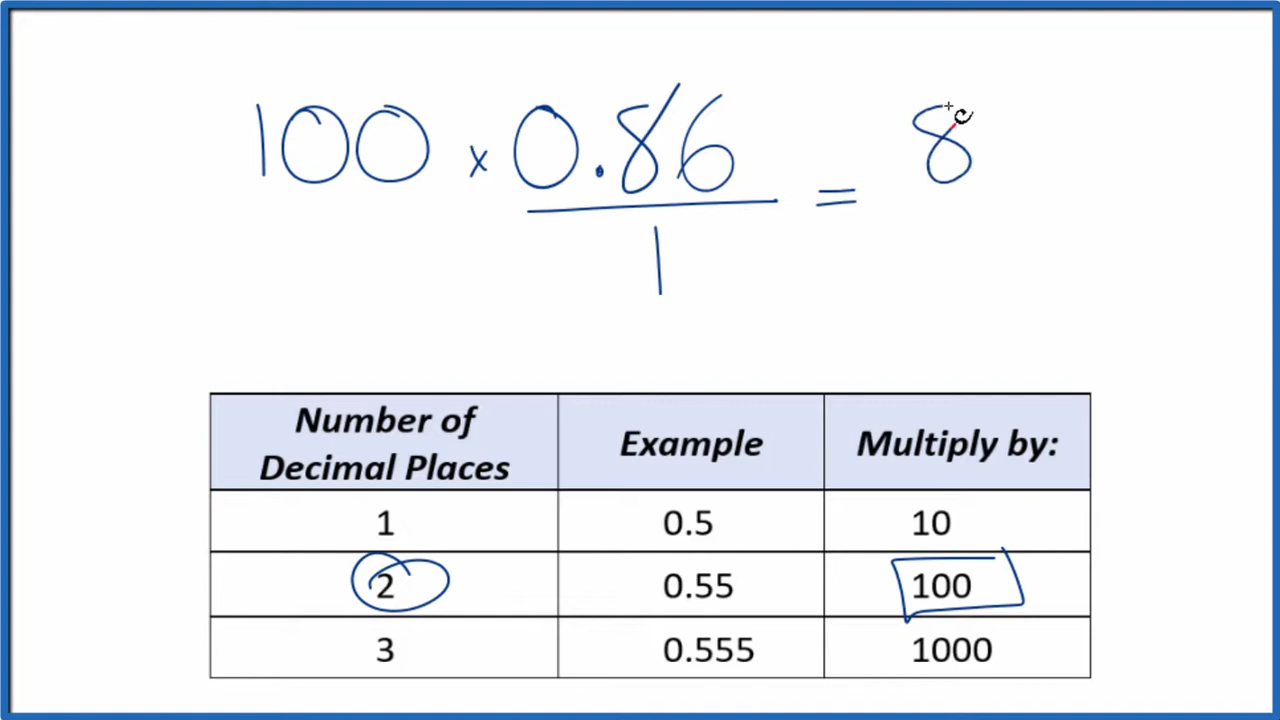 100 × 0.86 = 8
1
Number of Decimal Places Example Multiply by:
1 0.5 10
2 0.55 100
3 0.555 1000